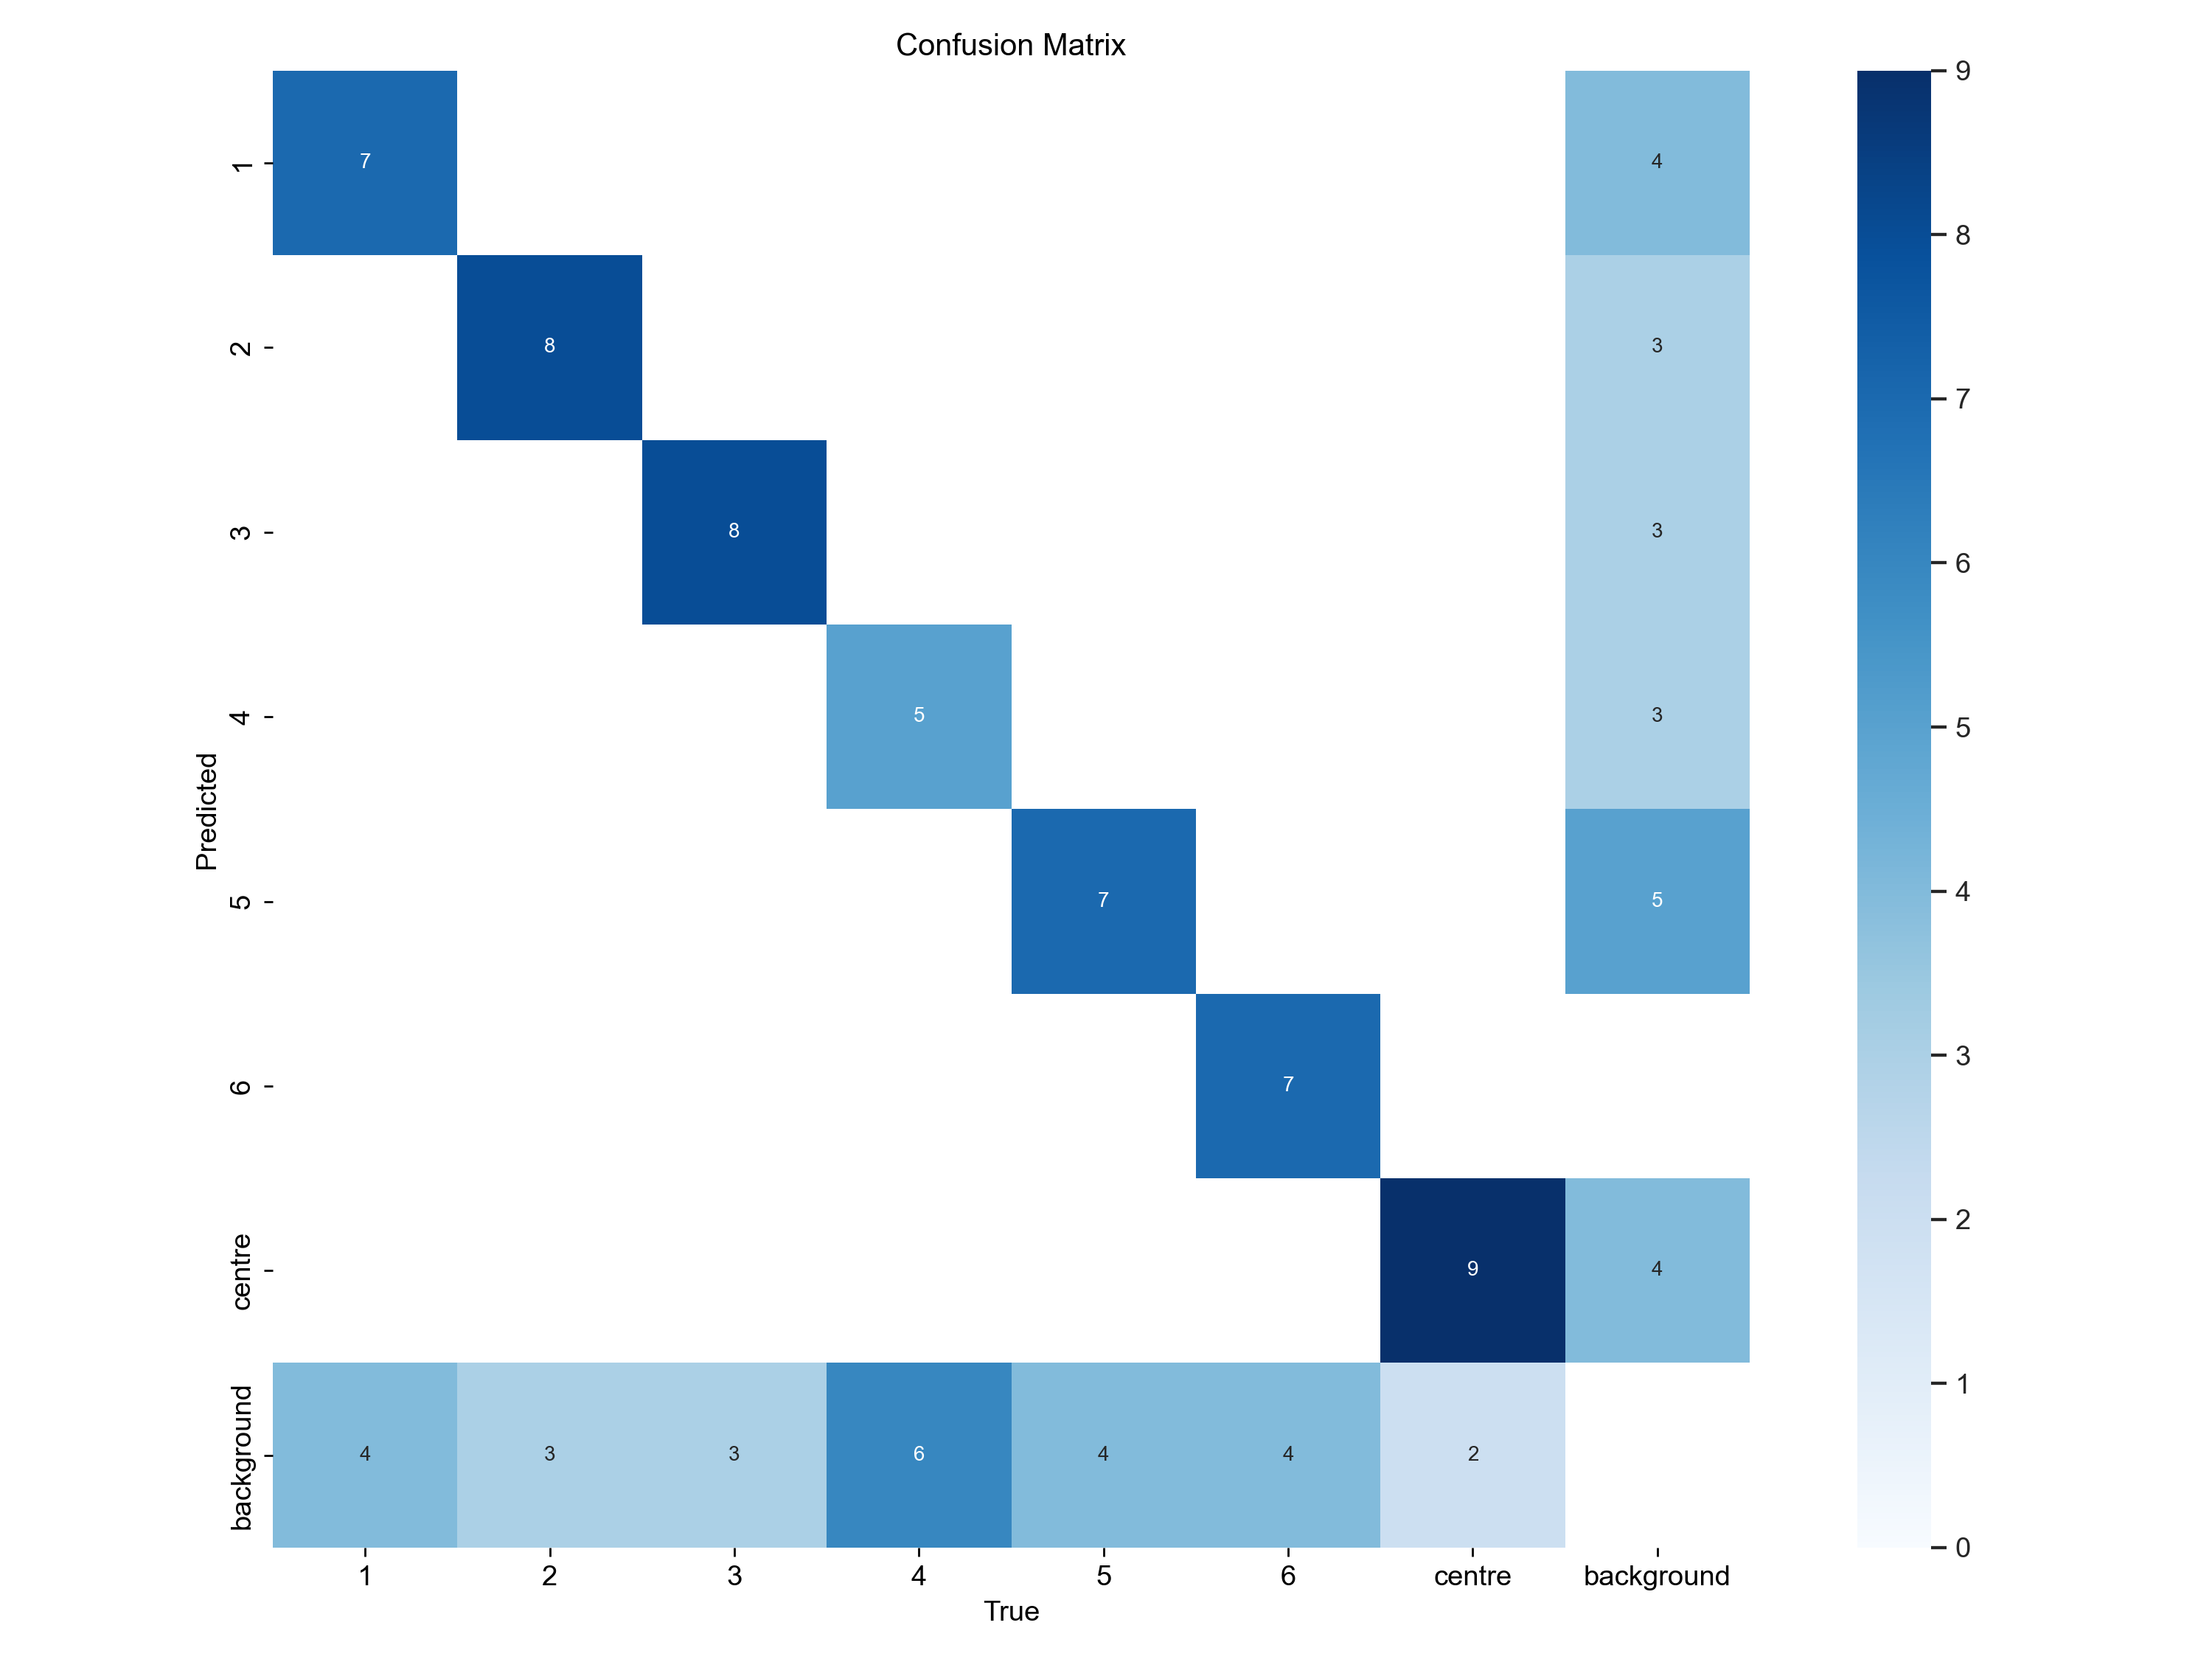 Confusion Matrix
1 7 4
2 8 3
3 8 3
4 5 3
5 7 5
6 7
centre 9 4
background 4 3 3 6 4 4 2
1 2 3 4 5 6 centre background
True
Predicted
9
8
7
6
5
4
3
2
1
0